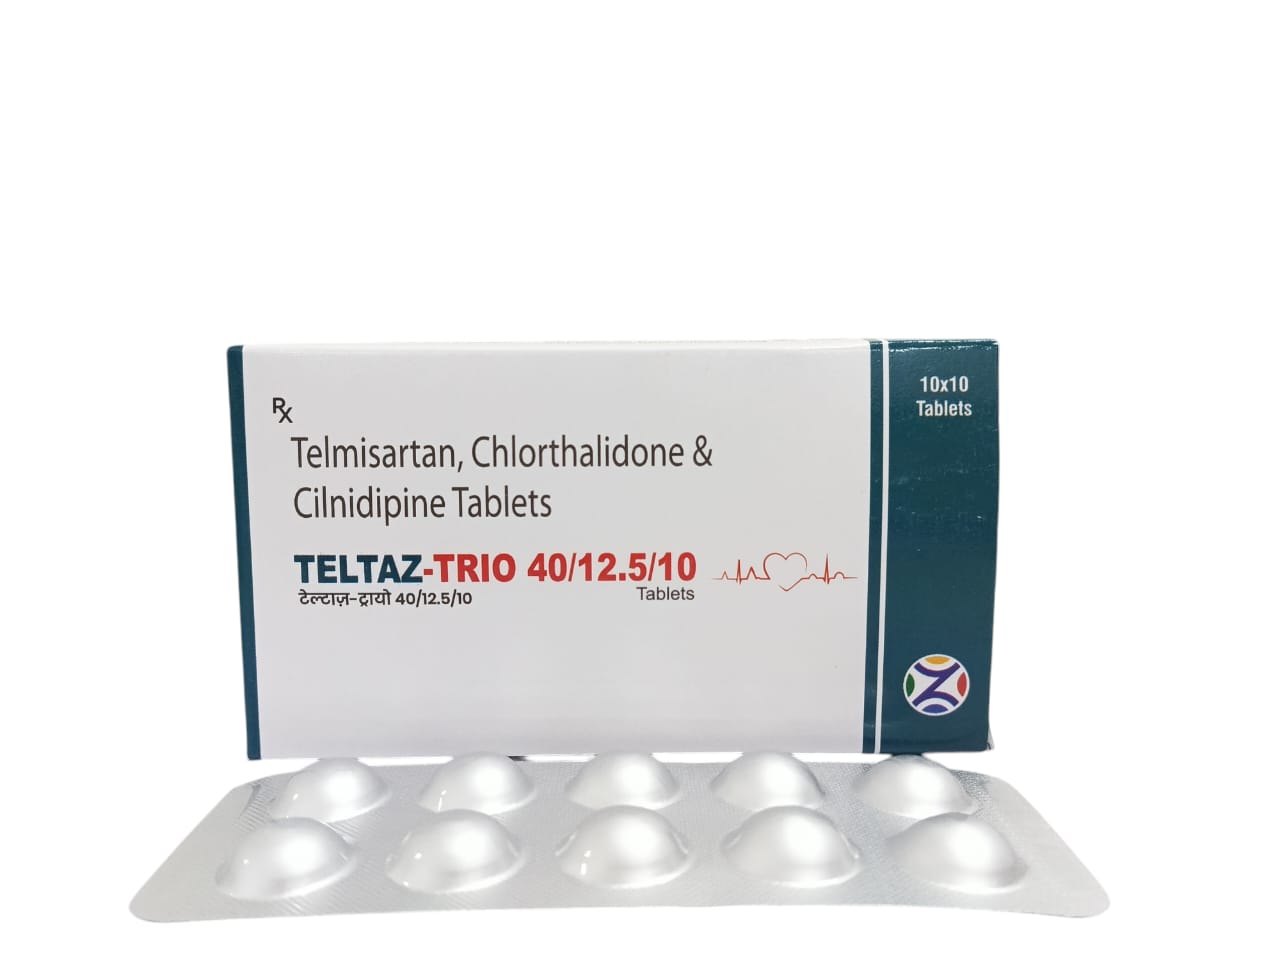 Rx
Telmisartan, Chlorthalidone &
Cilnidipine Tablets
TELTAZ-TRIO 40/12.5/10
टेल्टाज़-ट्रायो 40/12.5/10
Tablets
10x10
Tablets